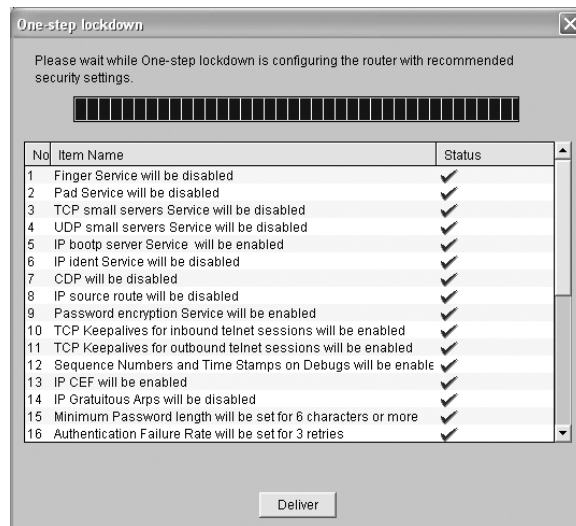 One-step lockdown
Please wait while One-step lockdown is configuring the router with recommended
security settings.
No Item Name Status
1 Finger Service will be disabled
2 Pad Service will be disabled
3 TCP small servers Service will be disabled
4 UDP small servers Service will be disabled
5 IP bootp server Service will be enabled
6 IP ident Service will be disabled
7 CDP will be disabled
8 IP source route will be disabled
9 Password encryption Service will be enabled
10 TCP Keepalives for inbound telnet sessions will be enabled
11 TCP Keepalives for outbound telnet sessions will be enabled
12 Sequence Numbers and Time Stamps on Debugs will be enable
13 IP CEF will be enabled
14 IP Gratuitous Arps will be disabled
15 Minimum Password length will be set for 6 characters or more
16 Authentication Failure Rate will be set for 3 retries
Deliver